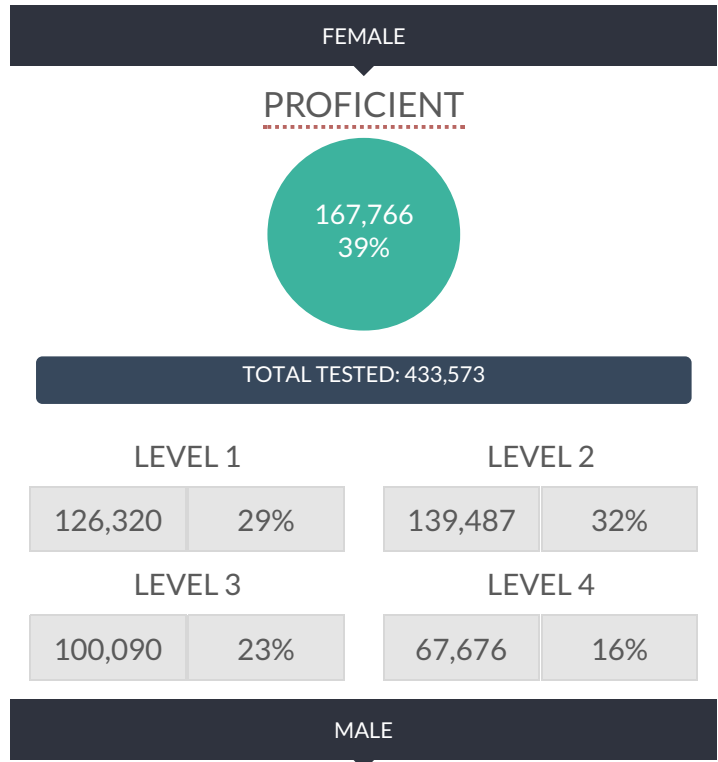 FEMALE
PROFICIENT
167,766
39%
TOTAL TESTED: 433,573
LEVEL 1
126,320 29%
LEVEL 2
139,487 32%
LEVEL 3
100,090 23%
LEVEL 4
67,676 16%
MALE